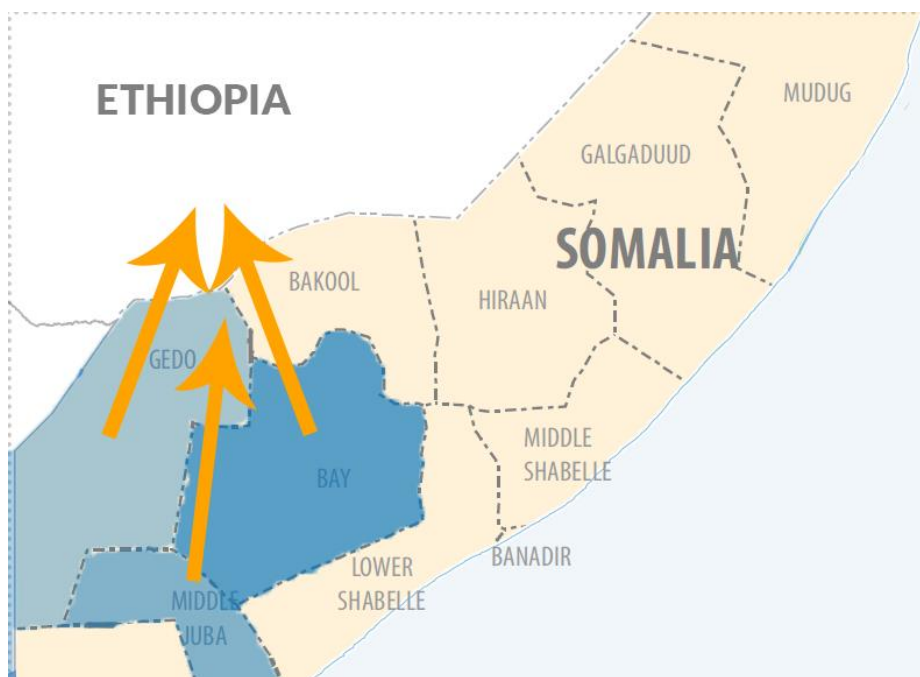 ETHIOPIA
MUDUG
GALGADUUD
SOMALIA
BAKOOL
HIRAAN
GEDO
MIDDLE
SHABELLE
BAY
BANADIR
LOWER
SHABELLE
MIDDLE
JUBA